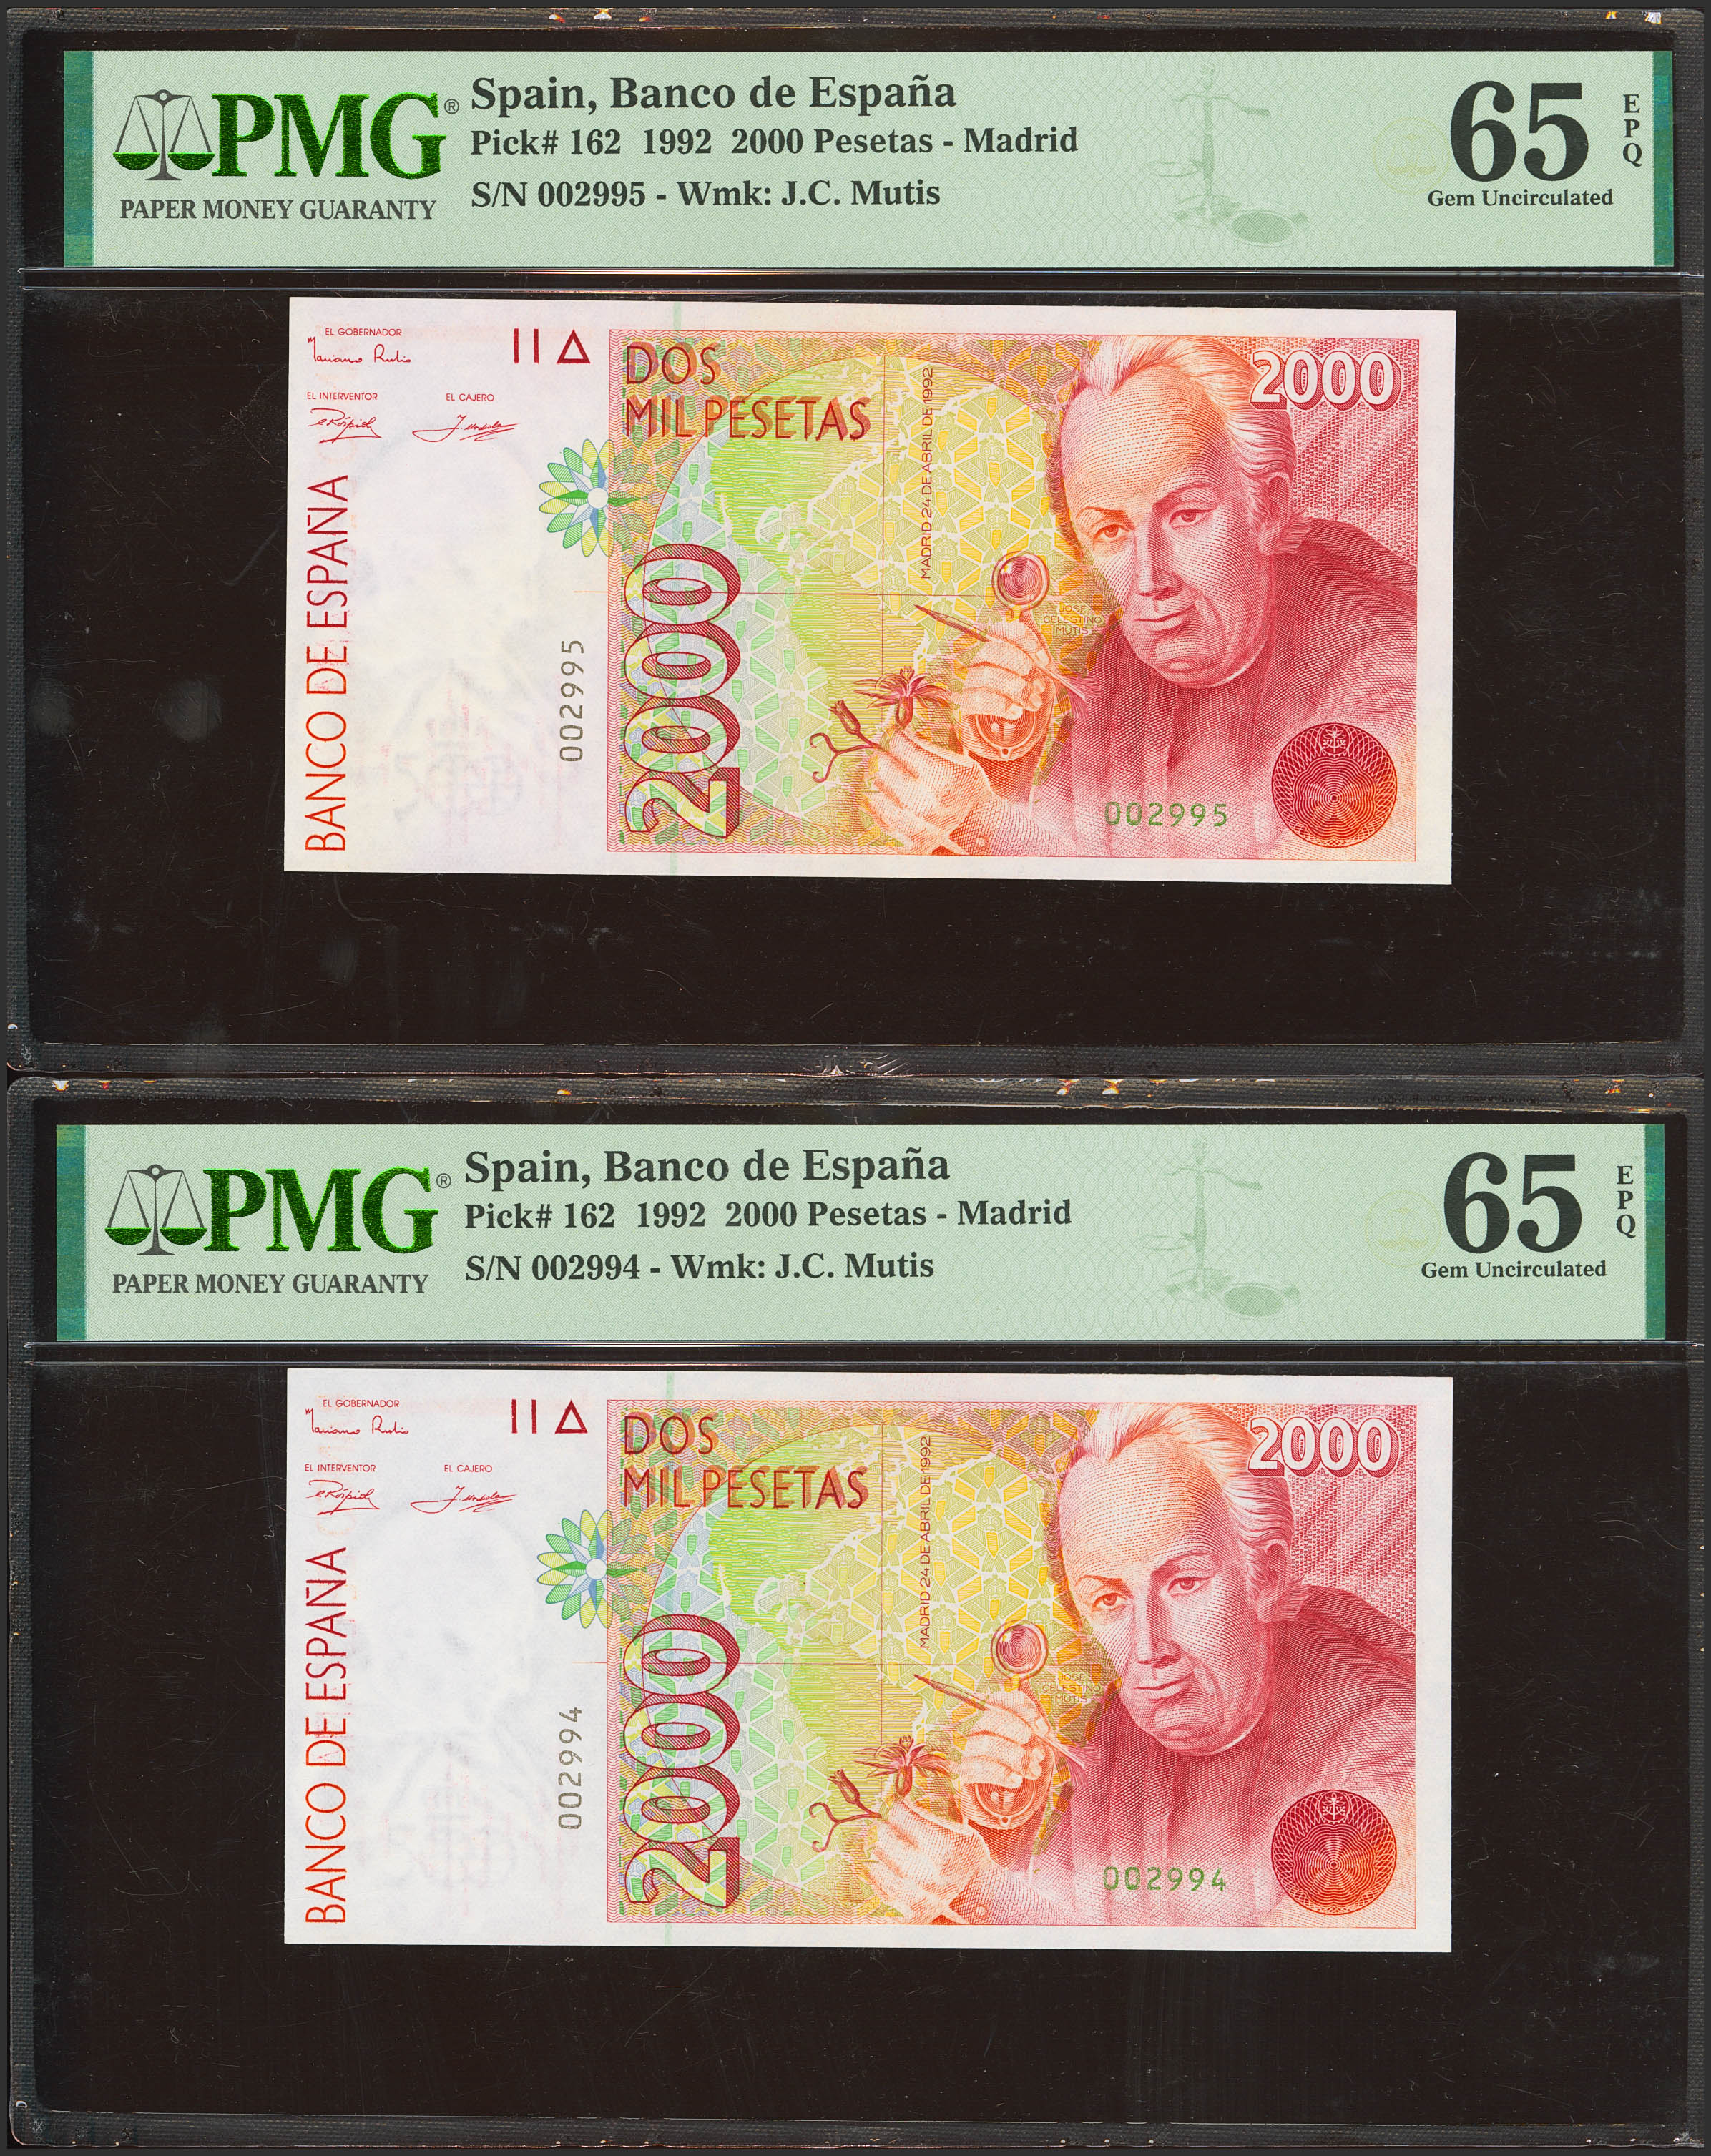 PMG®
PAPER MONEY GUARANTY
Spain, Banco de España
Pick# 162 1992 2000 Pesetas - Madrid
S/N 002995 - Wmk: J.C. Mutis
65
EPQ
Gem Uncirculated
EL GOBERNADOR
Mariano Rubio
EL INTERVENTOR
EL CAJERO
BANCO DE ESPAÑA
002995
DOS
MIL PESETAS
2000
MADRID 24 DE ABRIL DE 1992
JOSE
CELESTINO
MUTIS
2000
002995
PMG®
PAPER MONEY GUARANTY
Spain, Banco de España
Pick# 162 1992 2000 Pesetas - Madrid
S/N 002994 - Wmk: J.C. Mutis
65
EPQ
Gem Uncirculated
EL GOBERNADOR
Mariano Rubio
EL INTERVENTOR
EL CAJERO
BANCO DE ESPAÑA
002994
DOS
MIL PESETAS
2000
MADRID 24 DE ABRIL DE 1992
JOSE
CELESTINO
MUTIS
2000
002994